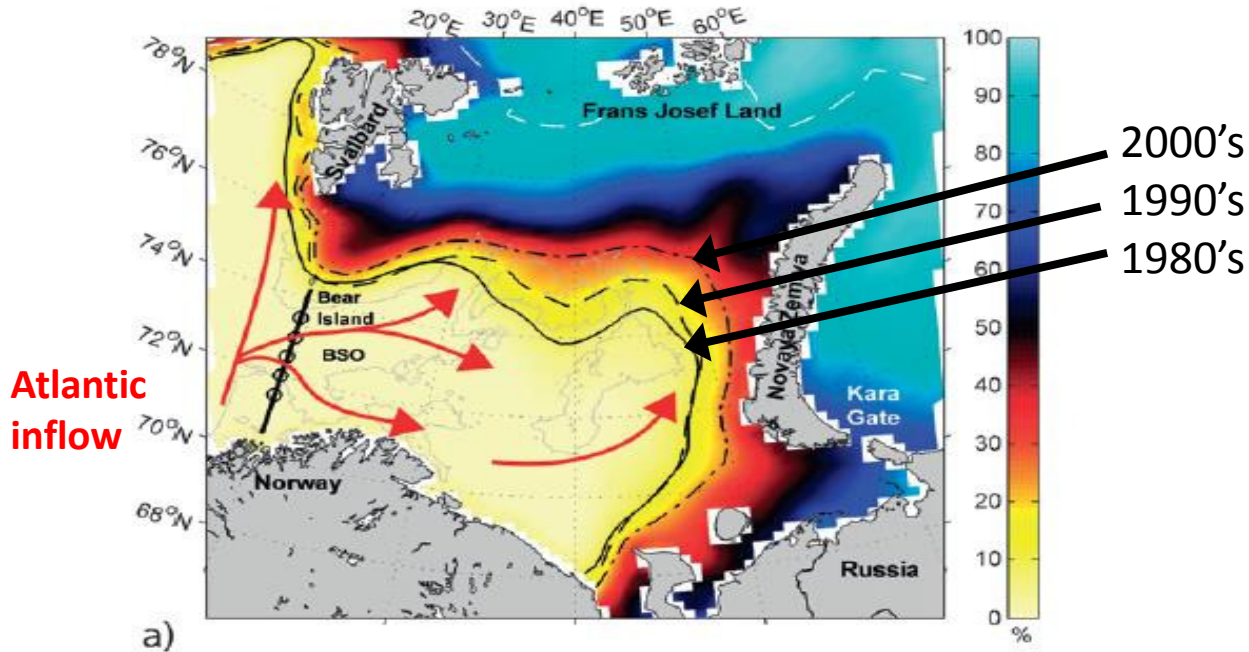 20°E 30°E 40°E 50°E 60°E
78°N
76°N
74°N
72°N
70°N
68°N
Svalbard
Frans Josef Land
Bear
Island
BSO
Novaya Zemlya
Kara
Gate
Norway
Russia
Atlantic
inflow
100
90
80
70
60
50
40
30
20
10
0
%
2000's
1990's
1980's
a)